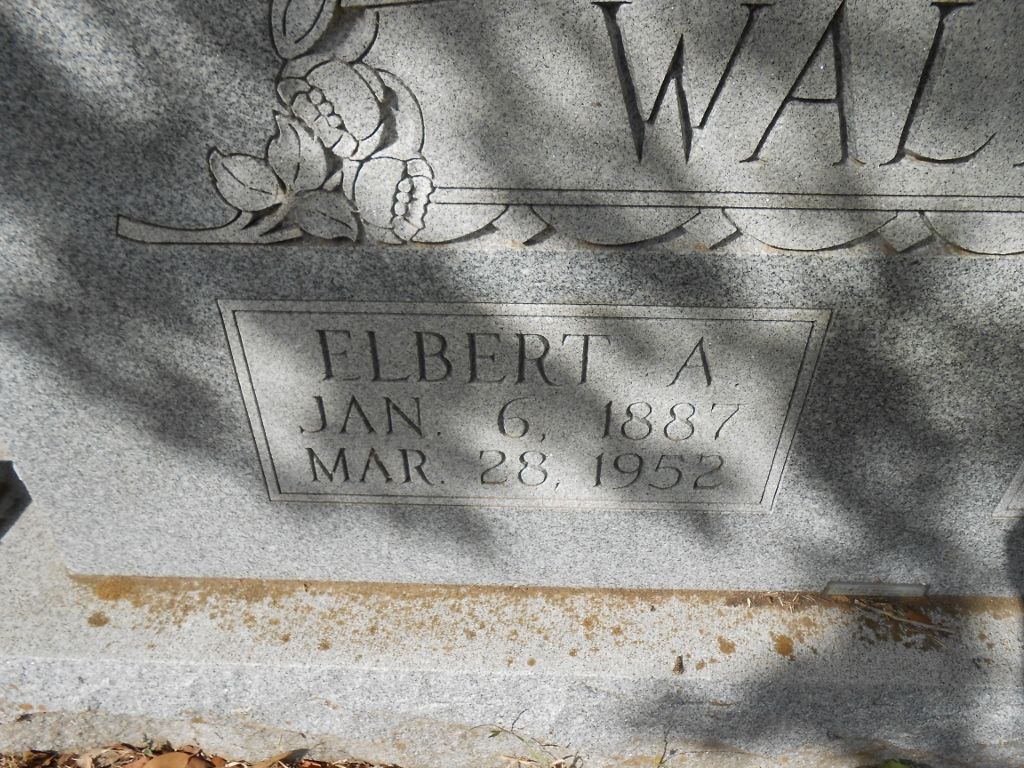 WAL
ELBERT A
JAN. 6, 1887
MAR. 28, 1952